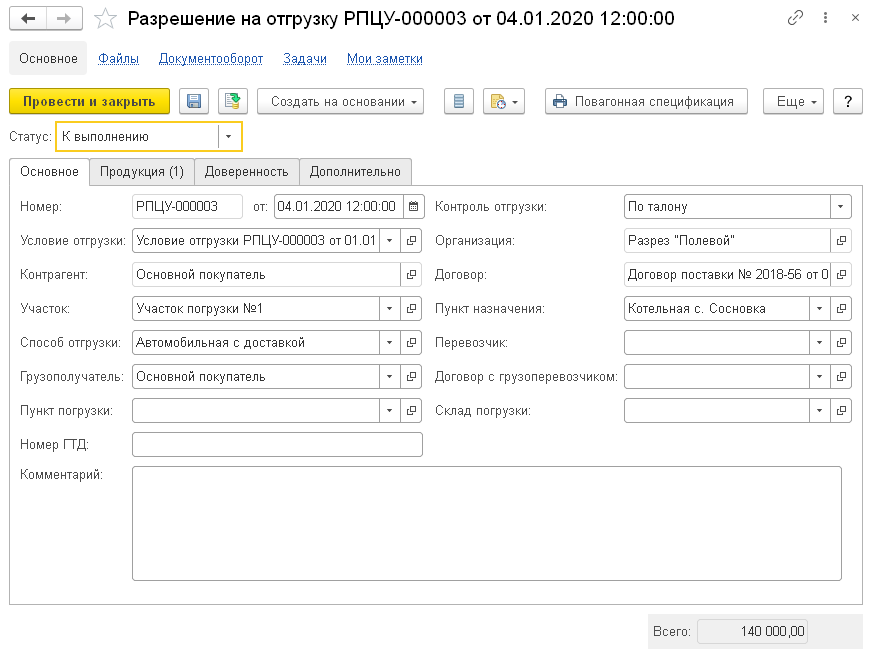 Разрешение на отгрузку РПЦУ-000003 от 04.01.2020 12:00:00
Основное Файлы Документооборот Задачи Мои заметки
Провести и закрыть Создать на основании Повагонная спецификация Еще ?
Статус: К выполнению
Основное Продукция (1) Доверенность Дополнительно
Номер: РПЦУ-000003 от: 04.01.2020 12:00:00 Контроль отгрузки: По талону
Условие отгрузки: Условие отгрузки РПЦУ-000003 от 01.01 Организация: Разрез "Полевой"
Контрагент: Основной покупатель Договор: Договор поставки № 2018-56 от 0
Участок: Участок погрузки №1 Пункт назначения: Котельная с. Сосновка
Способ отгрузки: Автомобильная с доставкой Перевозчик:
Грузополучатель: Основной покупатель Договор с грузоперевозчиком:
Пункт погрузки: Склад погрузки:
Номер ГТД:
Комментарий:
Всего: 140 000,00